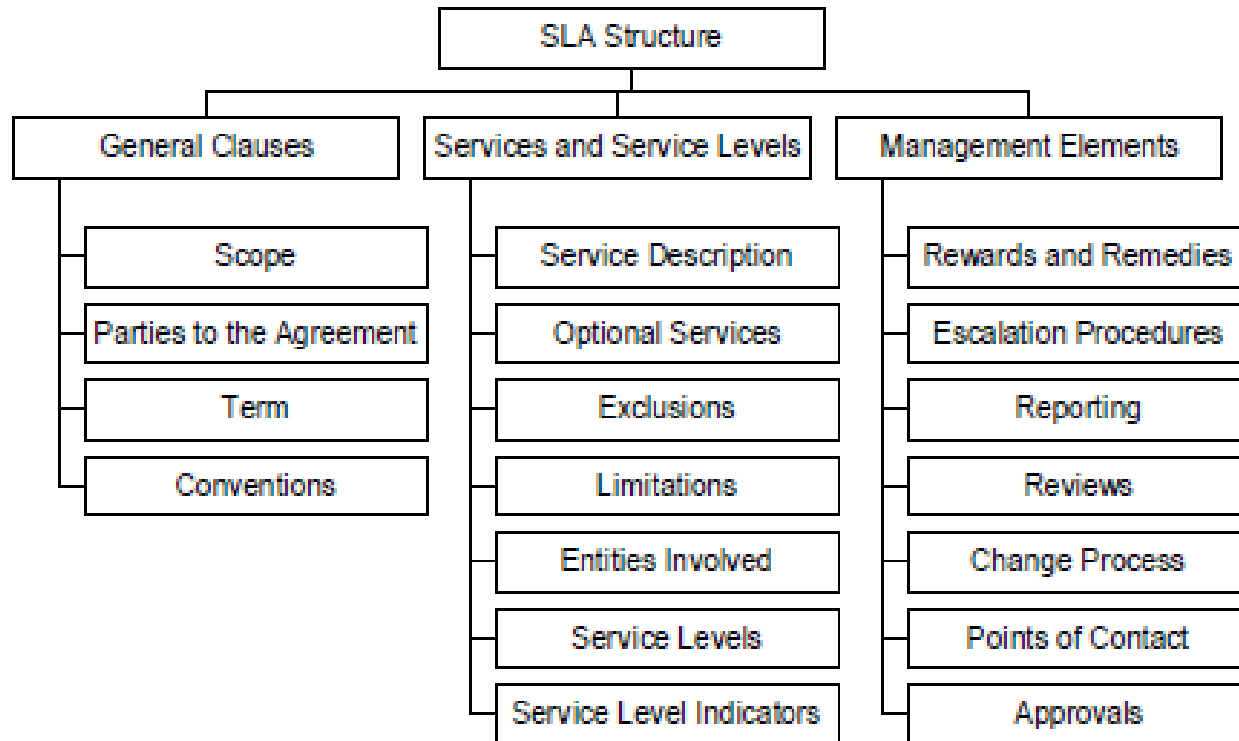 SLA Structure
General Clauses
Services and Service Levels
Management Elements
Scope
Parties to the Agreement
Term
Conventions
Service Description
Optional Services
Exclusions
Limitations
Entities Involved
Service Levels
Service Level Indicators
Rewards and Remedies
Escalation Procedures
Reporting
Reviews
Change Process
Points of Contact
Approvals